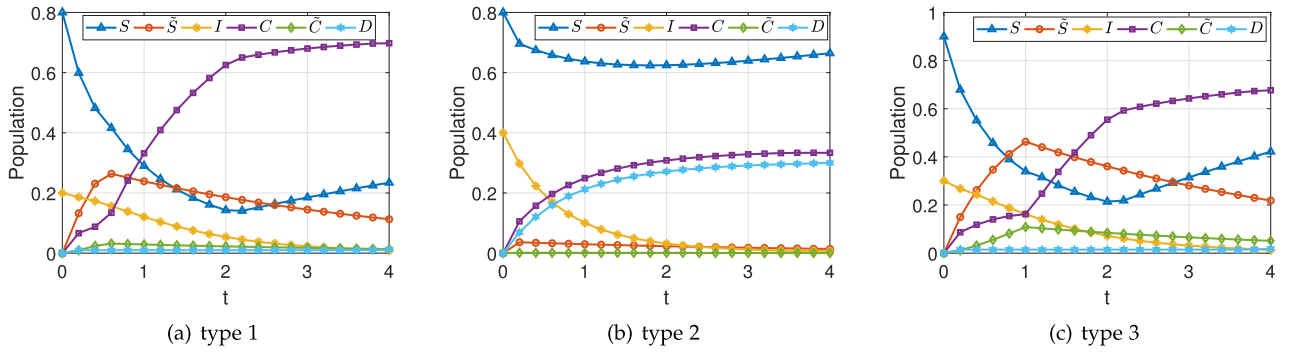 S S̃ I C C̃ D
Population
0.8
0.6
0.4
0.2
0
0 1 2 3 4
t
(a) type 1
S S̃ I C C̃ D
Population
0.8
0.6
0.4
0.2
0
0 1 2 3 4
t
(b) type 2
S S̃ I C C̃ D
Population
1
0.8
0.6
0.4
0.2
0
0 1 2 3 4
t
(c) type 3